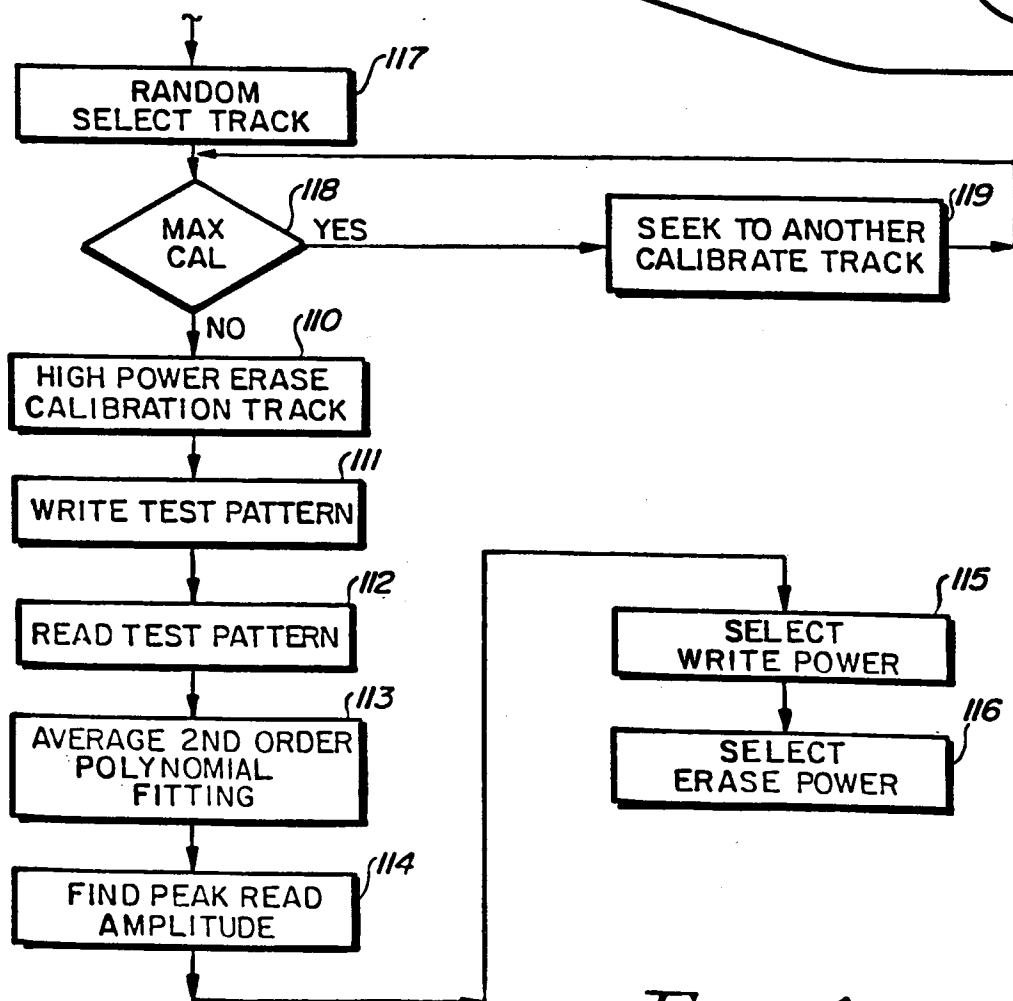 117
RANDOM
SELECT TRACK
118
MAX
CAL
YES
119
SEEK TO ANOTHER
CALIBRATE TRACK
NO
110
HIGH POWER ERASE
CALIBRATION TRACK
111
WRITE TEST PATTERN
112
READ TEST PATTERN
113
AVERAGE 2ND ORDER
POLYNOMIAL
FITTING
114
FIND PEAK READ
AMPLITUDE
115
SELECT
WRITE POWER
116
SELECT
ERASE POWER